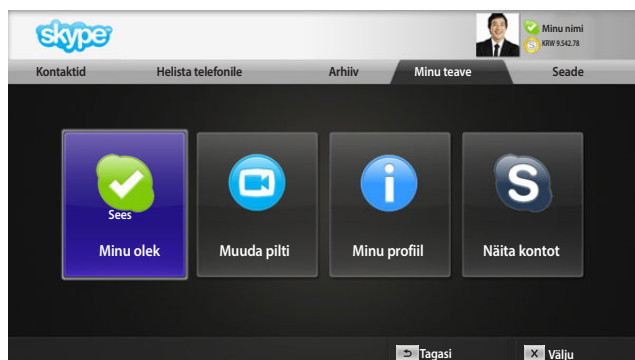 skype
Minu nimi
S KRW 9.542.78
Kontaktid Helista telefonile Arhiiv Minu teave Seade
Sees
S
Minu olek Muuda pilti Minu profiil Näita kontot
Tagasi X Välju